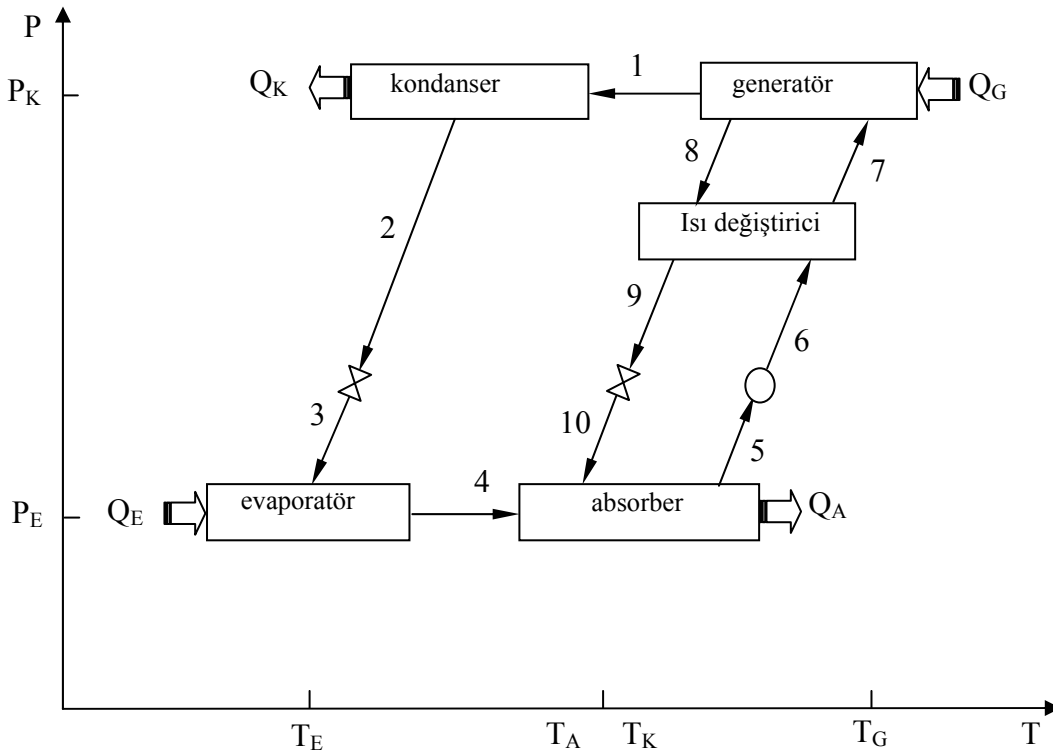 P
P_K
Q_K
kondanser
1
generatör
Q_G
8
7
2
Isı değiştirici
9
6
3
10
5
P_E
Q_E
evaporatör
4
absorber
Q_A
T_E
T_A
T_K
T_G
T